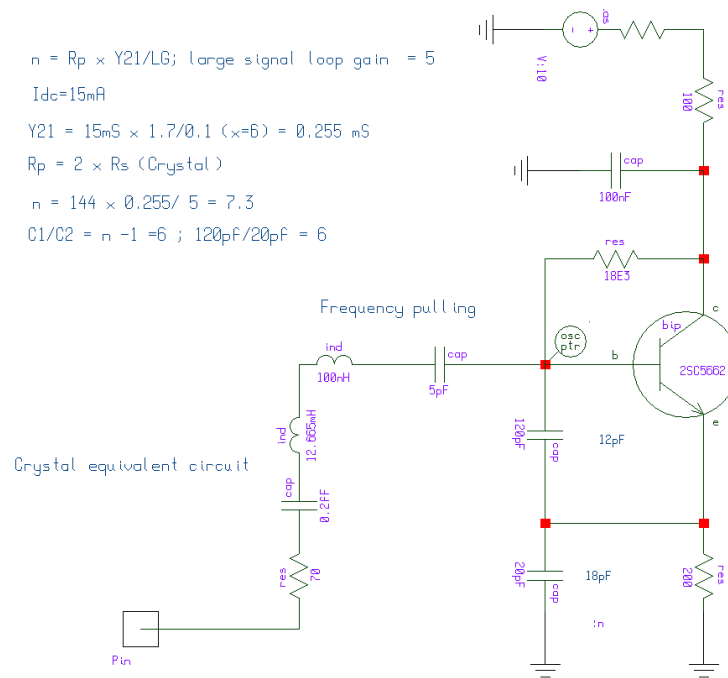 n = Rp x Y21/LG; large signal loop gain = 5
Idc=15mA
Y21 = 15mS x 1.7/0.1 (x=6) = 0.255 mS
Rp = 2 x Rs (Crystal)
n = 144 x 0.255/ 5 = 7.3
C1/C2 = n -1 =6 ; 120pf/20pf = 6
- +
V:10
res
100
cap
100nF
res
18E3
Frequency pulling
osc
ptr
c
bip
b
2SC5662
e
ind
100nH
cap
5pF
ind
12.665mH
120pF
cap
12pF
Crystal equivalent circuit
cap
0.2fF
res
70
20pF
cap
18pF
res
200
Pin